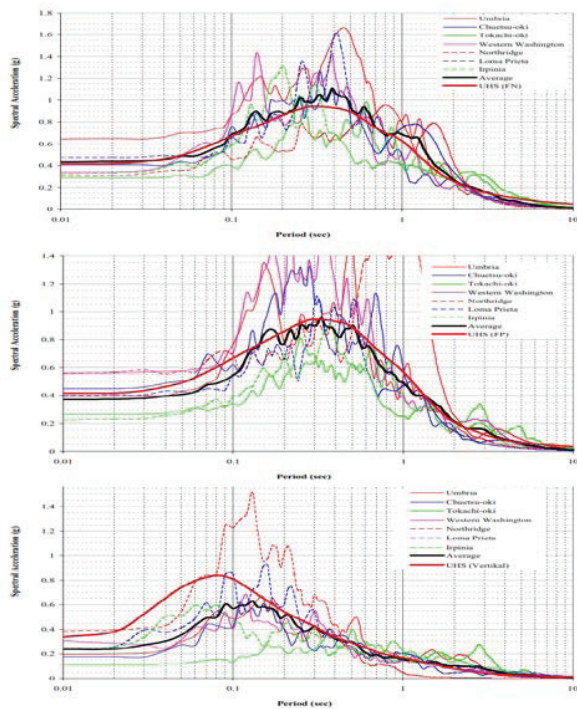 1.8
Umbria
Chuetsu-oki
Tokachi-oki
Western Washington
Northridge
Loma Prieta
Irpinia
Average
UHS (FN)
1.6
1.4
1.2
1
0.8
0.6
0.4
0.2
0
Spectral Acceleration (g)
0.01
0.1
1
10
Period (sec)
1.4
Umbria
Chuetsu-oki
Tokachi-oki
Western Washington
Northridge
Loma Prieta
Irpinia
Average
UHS (FP)
1.2
1
0.8
0.6
0.4
0.2
0
Spectral Acceleration (g)
0.01
0.1
1
10
Period (sec)
1.6
Umbria
Chuetsu-oki
Tokachi-oki
Western Washington
Northridge
Loma Prieta
Irpinia
Average
UHS (Vertikal)
1.4
1.2
1
0.8
0.6
0.4
0.2
0
Spectral Acceleration (g)
0.01
0.1
1
10
Period (sec)